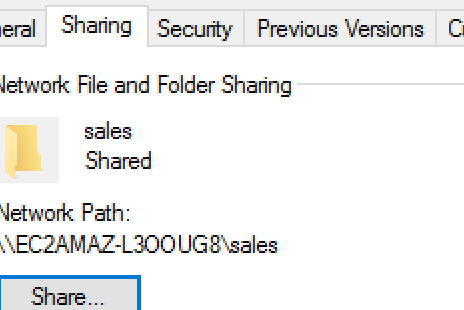 Sharing
Security
Previous Versions
Network File and Folder Sharing
sales
Shared
Network Path:
\\EC2AMAZ-L3OOUG8\sales
Share...